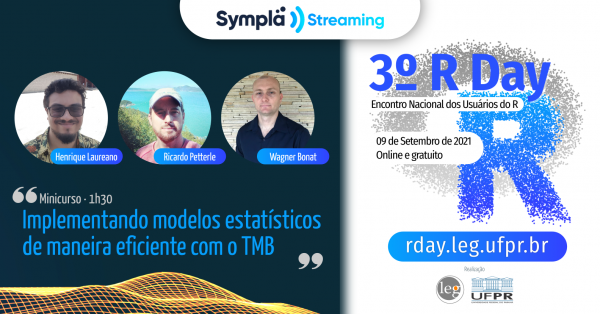 Symplä Streaming
Henrique Laureano
Ricardo Petterle
Wagner Bonat
Minicurso - 1h30
“
Implementando modelos estatísticos
de maneira eficiente com o TMB
”
3º R Day
Encontro Nacional dos Usuários do R
09 de Setembro de 2021
Online e gratuito
R
rday.leg.ufpr.br
Realização
leg
UFPR